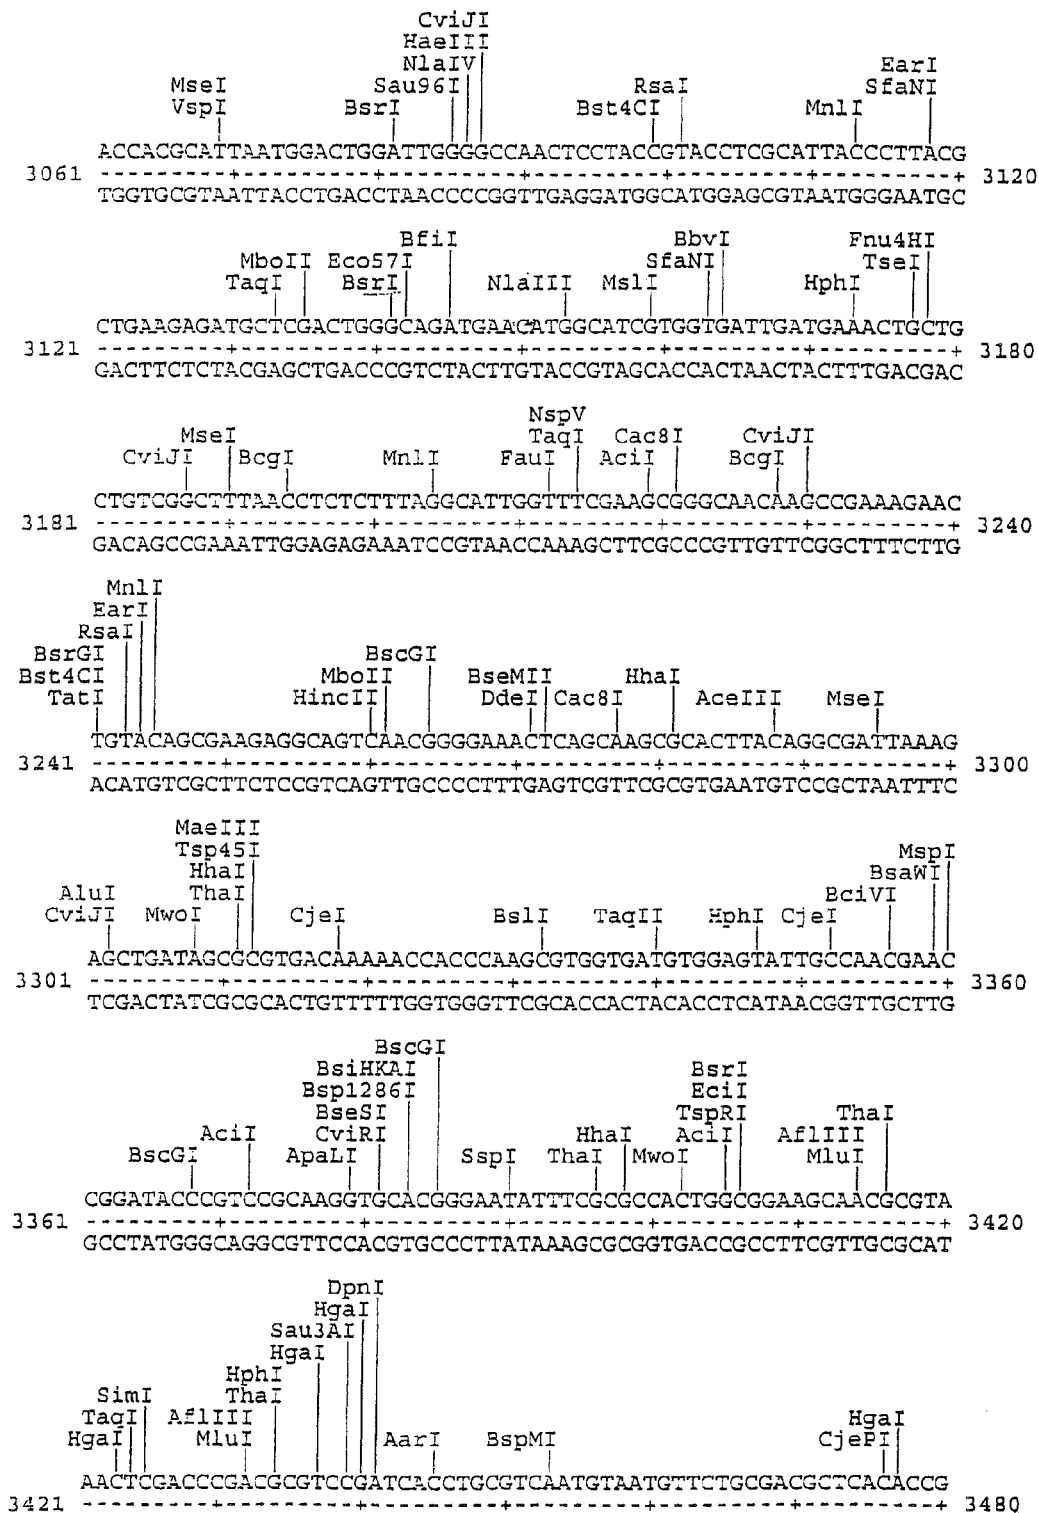 CviJI
HaeIII
NlaIV
MseI Sau96I RsaI EarI
VspI BsrI Bst4CI MnlI SfaNI
ACCACGCATTAATGGACTGGATTGGGGCCAACTCCTACCGTACCTCGCATTACCCTTACG
3061 ---------+---------+---------+---------+---------+---------+ 3120
TGGTGCGTAATTACCTGACCTAACCCCGGTTGAGGATGGCATGGAGCGTAATGGGAATGC
BfiI BbvI Fnu4HI
MboII Eco57I SfaNI TseI
TaqI BsrI NlaIII MslI HphI
CTGAAGAGATGCTCGACTGGGCAGATGAACATGGCATCGTGGTGATTGATGAAACTGCTG
3121 ---------+---------+---------+---------+---------+---------+ 3180
GACTTCTCTACGAGCTGACCCGTCTACTTGTACCGTAGCACCACTAACTACTTTGACGAC
NspV
MseI TaqI Cac8I CviJI
CviJI BcgI MnlI FauI AciI BcgI
CTGTCGGCTTTAACCTCTCTTTAGGCATTGGTTTCGAAGCGGGCAACAAGCCGAAAGAAC
3181 ---------+---------+---------+---------+---------+---------+ 3240
GACAGCCGAAATTGGAGAGAAATCCGTAACCAAAGCTTCGCCCGTTGTTCGGCTTTCTTG
MnlI
EarI
RsaI
BsrGI BscGI
Bst4CI MboII BseMII HhaI
TatI HincII DdeI Cac8I AceIII MseI
TGTACAGCGAAGAGGCAGTCAACGGGGAAACTCAGCAAGCGCACTTACAGGCGATTAAAG
3241 ---------+---------+---------+---------+---------+---------+ 3300
ACATGTCGCTTCTCCGTCAGTTGCCCCTTTGAGTCGTTCGCGTGAATGTCCGCTAATTTC
MaeIII
Tsp45I MspI
HhaI BsaWI
AluI ThaI BciVI
CviJI MwoI CjeI BslI TaqII HphI CjeI
AGCTGATAGCGCGTGACAAAAACCACCCAAGCGTGGTGATGTGGAGTATTGCCAACGAAC
3301 ---------+---------+---------+---------+---------+---------+ 3360
TCGACTATCGCGCACTGTTTTTGGTGGGTTCGCACCACTACACCTCATAACGGTTGCTTG
BscGI
BsiHKAI BsrI
Bsp1286I EciI
BseSI TspRI ThaI
AciI CviRI HhaI AciI AflIII
BscGI ApaLI SspI ThaI MwoI MluI
CGGATACCCGTCCGCAAGGTGCACGGGAATATTTCGCGCCACTGGCGGAAGCAACGCGTA
3361 ---------+---------+---------+---------+---------+---------+ 3420
GCCTATGGGCAGGCGTTCCACGTGCCCTTATAAAGCGCGGTGACCGCCTTCGTTGCGCAT
DpnI
HgaI
Sau3AI
HgaI
HphI
SimI ThaI
TaqI AflIII HgaI
HgaI MluI AarI BspMI CjePI
AACTCGACCCGACGCGTCCGATCACCTGCGTCAATGTAATGTTCTGCGACGCTCACACCG
3421 ---------+---------+---------+---------+---------+---------+ 3480